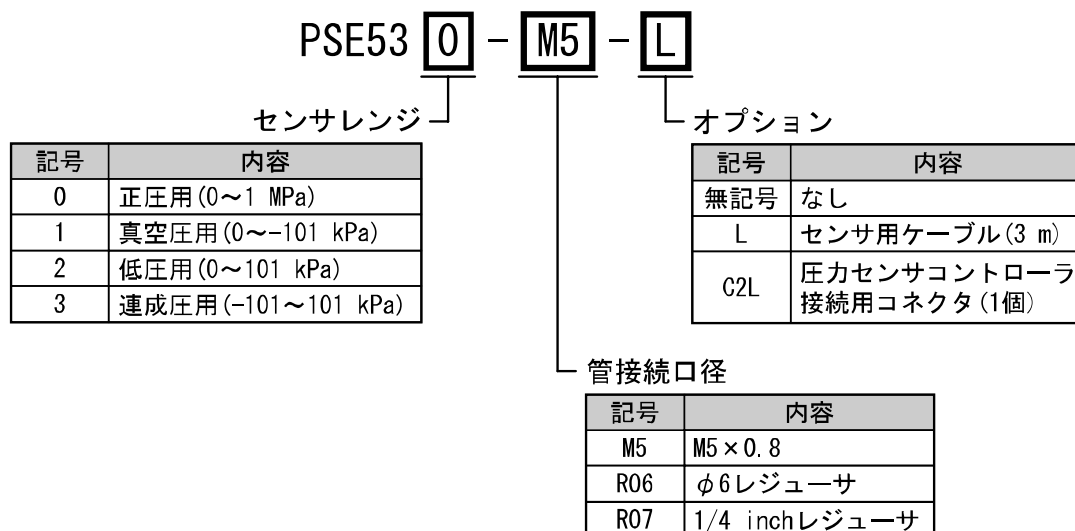 PSE53 0 - M5 - L
センサレンジ
記号 内容
0 正圧用(0～1 MPa)
1 真空圧用(0～-101 kPa)
2 低圧用(0～101 kPa)
3 連成圧用(-101～101 kPa)
オプション
記号 内容
無記号 なし
L センサ用ケーブル(3 m)
C2L 圧力センサコントローラ
接続用コネクタ(1個)
管接続口径
記号 内容
M5 M5×0.8
R06 φ6レジューサ
R07 1/4 inchレジューサ